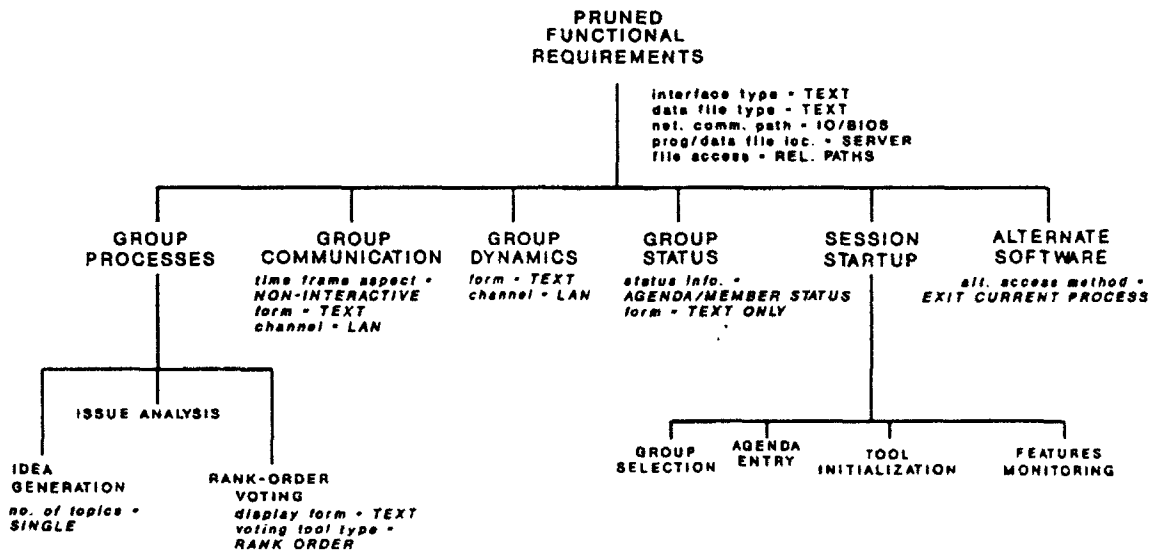 PRUNED
FUNCTIONAL
REQUIREMENTS
interface type = TEXT
data file type = TEXT
net. comm. path = IO/BIOS
prog/data file loc. = SERVER
file access = REL. PATHS
GROUP
PROCESSES
GROUP
COMMUNICATION
time frame aspect =
NON-INTERACTIVE
form = TEXT
channel = LAN
GROUP
DYNAMICS
form = TEXT
channel = LAN
GROUP
STATUS
status info. =
AGENDA/MEMBER STATUS
form = TEXT ONLY
SESSION
STARTUP
ALTERNATE
SOFTWARE
alt. access method =
EXIT CURRENT PROCESS
ISSUE ANALYSIS
IDEA
GENERATION
no. of topics =
SINGLE
RANK-ORDER
VOTING
display form = TEXT
voting tool type =
RANK ORDER
GROUP
SELECTION
AGENDA
ENTRY
TOOL
INITIALIZATION
FEATURES
MONITORING